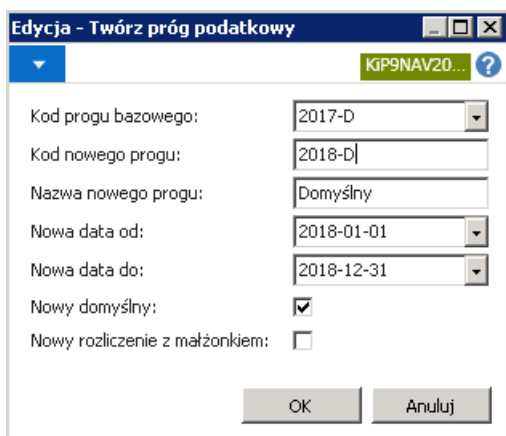 Edycja - Twórz próg podatkowy
KiP9NAV20...
Kod progu bazowego: 2017-D
Kod nowego progu: 2018-D
Nazwa nowego progu: Domyślny
Nowa data od: 2018-01-01
Nowa data do: 2018-12-31
Nowy domyślny:
Nowy rozliczenie z małżonkiem:
OK Anuluj